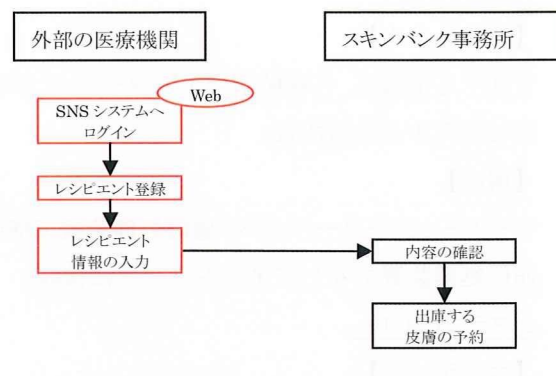 外部の医療機関
スキンバンク事務所
Web
SNS システムへ
ログイン
レシピエント登録
レシピエント
情報の入力
内容の確認
出庫する
皮膚の予約